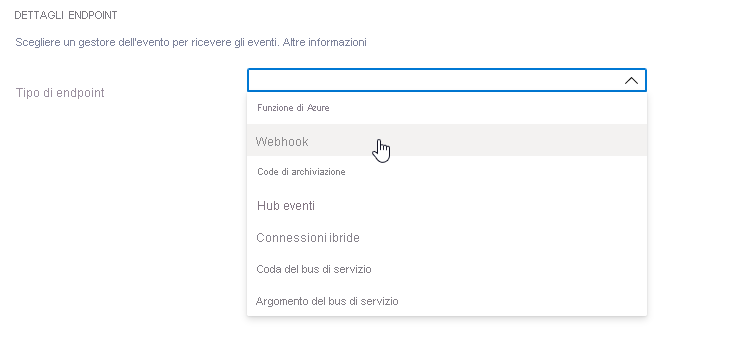 DETTAGLI ENDPOINT
Scegliere un gestore dell'evento per ricevere gli eventi. Altre informazioni
Tipo di endpoint
Funzione di Azure
Webhook
Code di archiviazione
Hub eventi
Connessioni ibride
Coda del bus di servizio
Argomento del bus di servizio